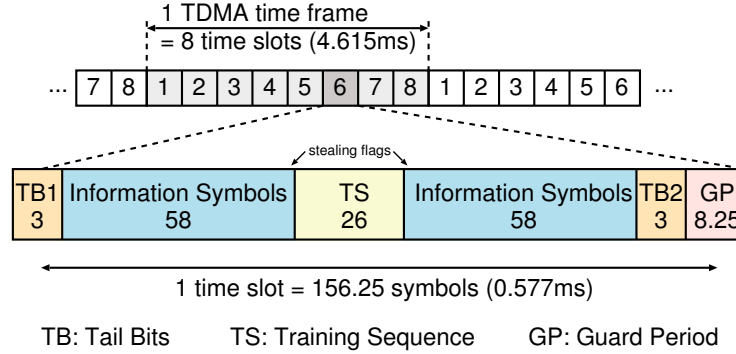 1 TDMA time frame
= 8 time slots (4.615ms)
... 7 8 1 2 3 4 5 6 7 8 1 2 3 4 5 6 ...
stealing flags
TB1 Information Symbols TS Information Symbols TB2 GP
3 58 26 58 3 8.25
1 time slot = 156.25 symbols (0.577ms)
TB: Tail Bits TS: Training Sequence GP: Guard Period